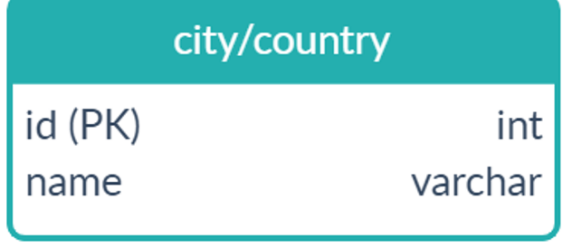 city/country
id (PK) int
name varchar